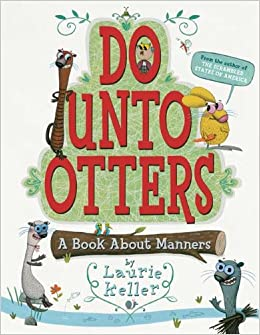 DO
UNTO
OTTERS
From the author of
THE SCRAMBLED
STATES OF AMERICA
A Book About Manners
by
Laurie
Keller